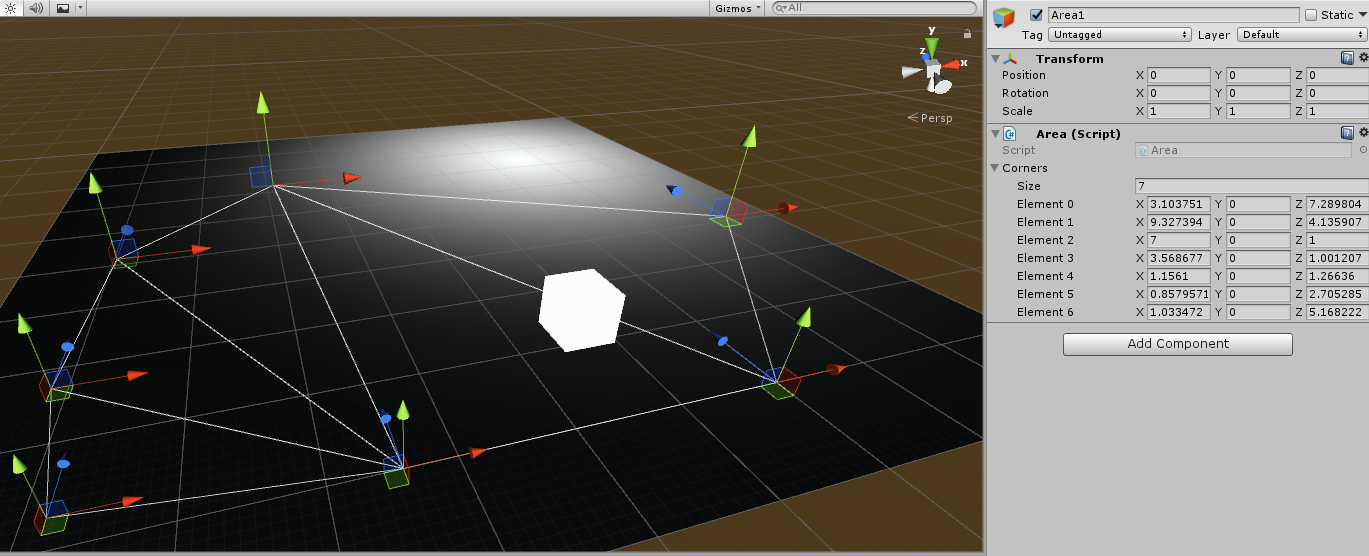 Gizmos All
y
z
x
Persp
Area1 Static
Tag Untagged Layer Default
Transform
Position X 0 Y 0 Z 0
Rotation X 0 Y 0 Z 0
Scale X 1 Y 1 Z 1
Area (Script)
Script Area
Corners
Size 7
Element 0 X 3.103751 Y 0 Z 7.289804
Element 1 X 9.327394 Y 0 Z 4.135907
Element 2 X 7 Y 0 Z 1
Element 3 X 3.568677 Y 0 Z 1.001207
Element 4 X 1.1561 Y 0 Z 1.26636
Element 5 X 0.8579571 Y 0 Z 2.705285
Element 6 X 1.033472 Y 0 Z 5.168222
Add Component